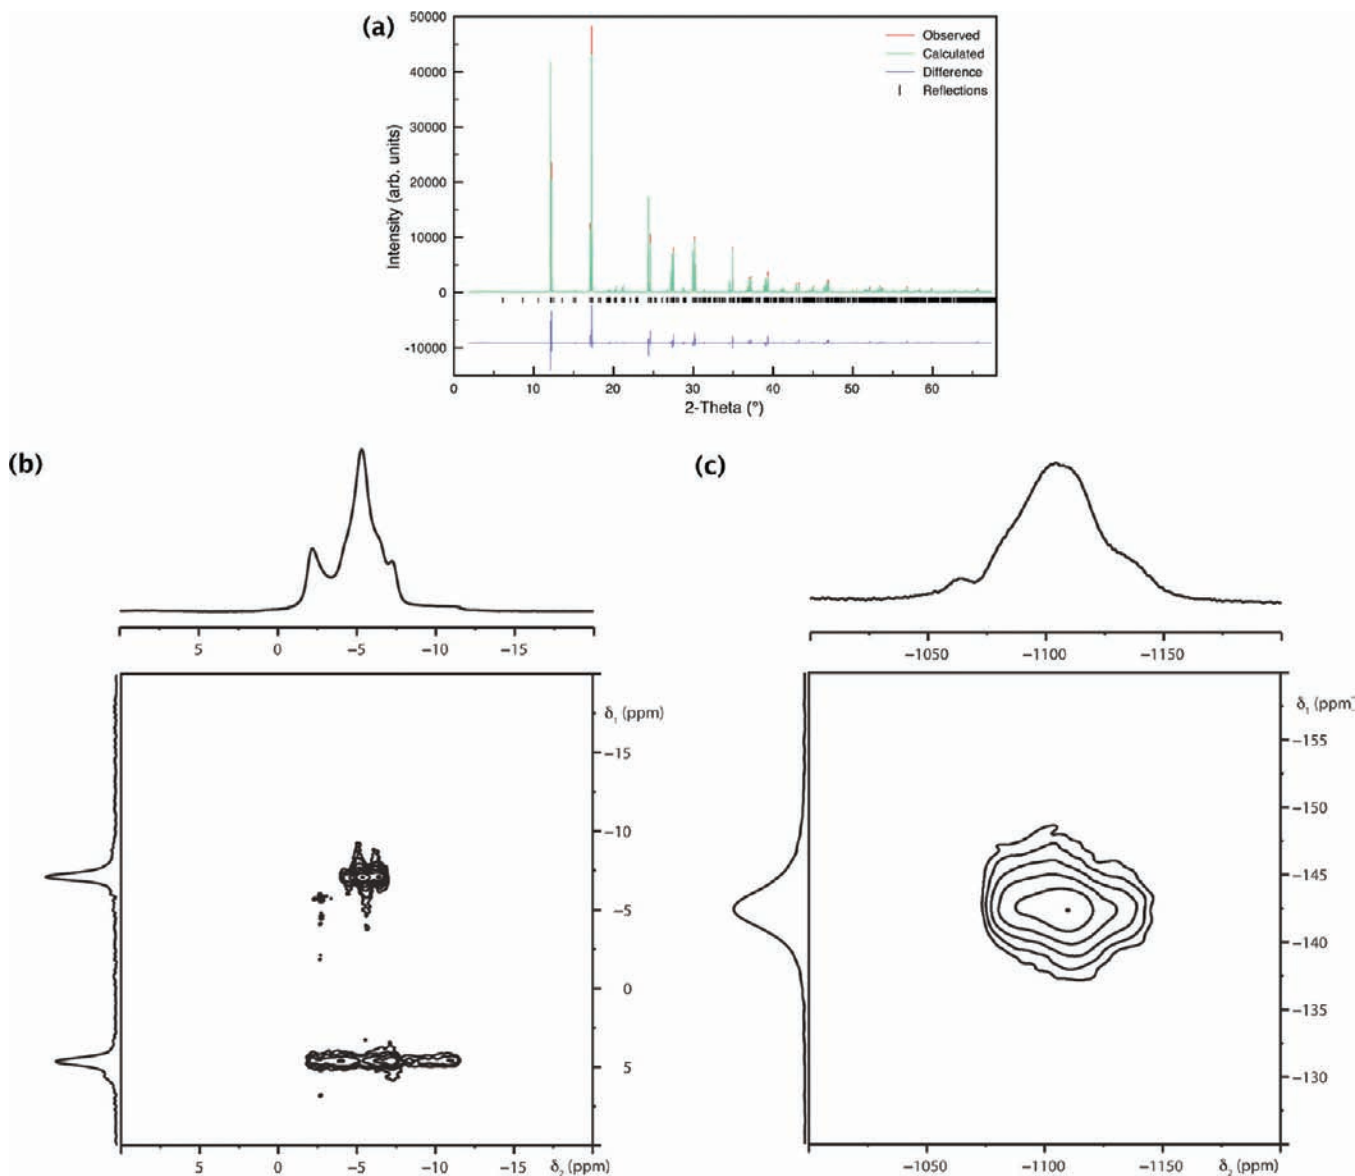 (a)
50000
40000
30000
20000
10000
0
-10000
Intensity (arb. units)
Observed
Calculated
Difference
Reflections
0 10 20 30 40 50 60
2-Theta (°)
(b)
5 0 −5 −10 −15
δ₁ (ppm)
−15
−10
−5
0
5
5 0 −5 −10 δ₂ (ppm) −15
(c)
−1050 −1100 −1150
δ₁ (ppm)
−155
−150
−145
−140
−135
−130
−1050 −1100 −1150 δ₂ (ppm)